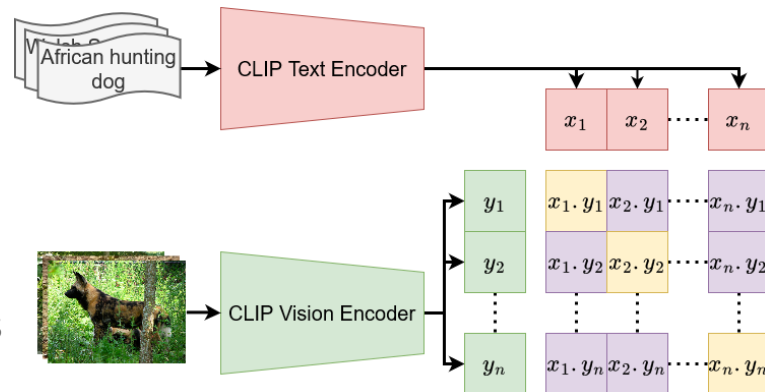 African hunting
dog
CLIP Text Encoder
x₁ x₂ xₙ
y₁ x₁. y₁ x₂. y₁ xₙ. y₁
y₂ x₁. y₂ x₂. y₂ xₙ. y₂
CLIP Vision Encoder
yₙ x₁. yₙ x₂. yₙ xₙ. yₙ